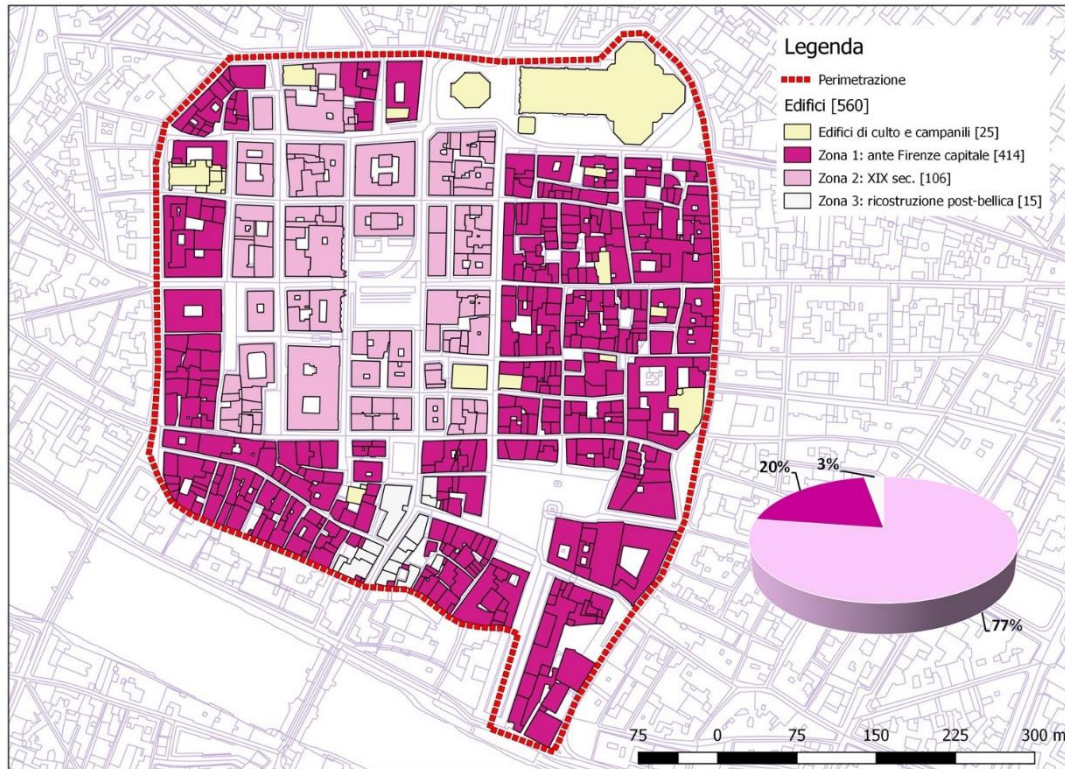 Legenda
Perimetrazione
Edifici [560]
Edifici di culto e campanili [25]
Zona 1: ante Firenze capitale [414]
Zona 2: XIX sec. [106]
Zona 3: ricostruzione post-bellica [15]
20%
3%
77%
75 0 75 150 225 300 m